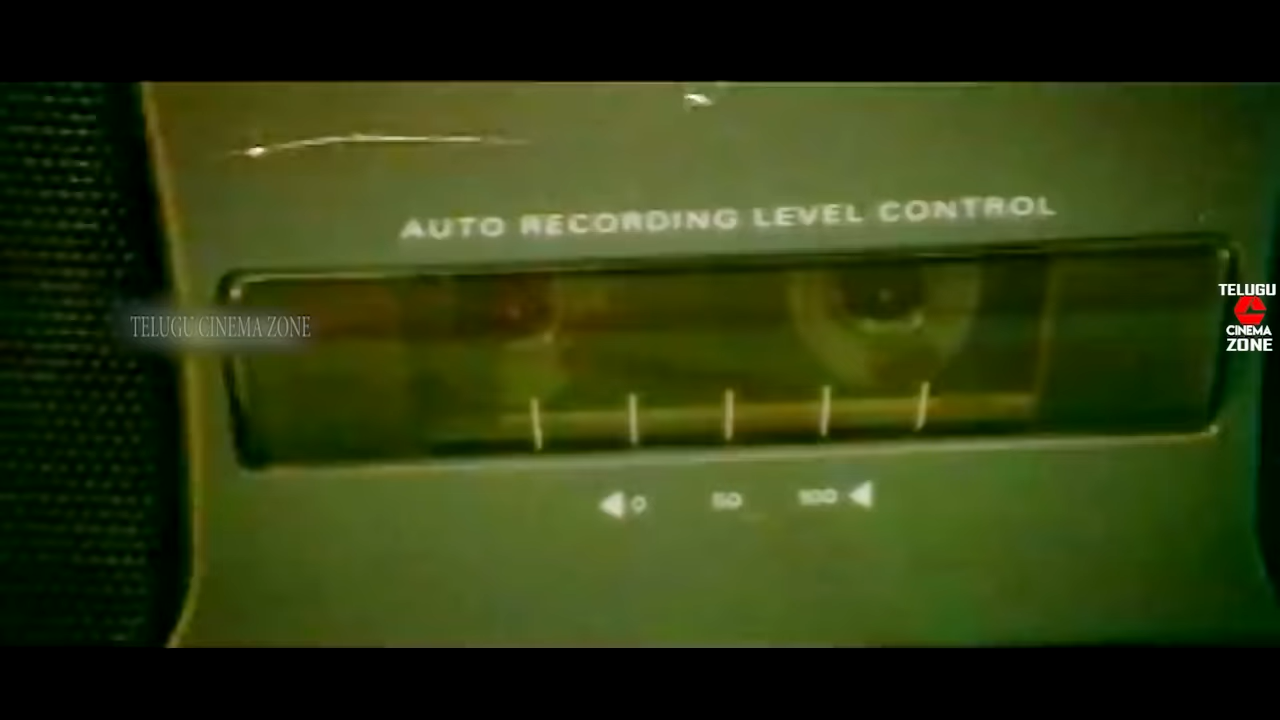 AUTO RECORDING LEVEL CONTROL
TELUGU CINEMA ZONE
TELUGU
CINEMA
ZONE
0 50 100